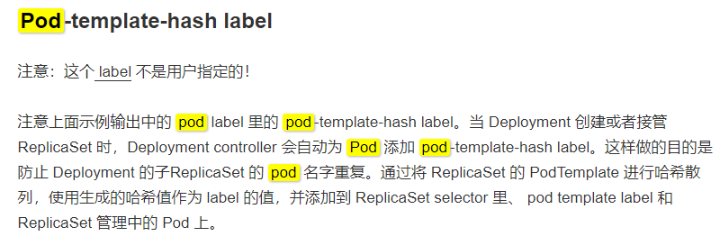 Pod-template-hash label
注意：这个 label 不是用户指定的！
注意上面示例输出中的 pod label 里的 pod-template-hash label。当 Deployment 创建或者接管
ReplicaSet 时，Deployment controller 会自动为 Pod 添加 pod-template-hash label。这样做的目的是
防止 Deployment 的子ReplicaSet 的 pod 名字重复。通过将 ReplicaSet 的 PodTemplate 进行哈希散
列，使用生成的哈希值作为 label 的值，并添加到 ReplicaSet selector 里、 pod template label 和
ReplicaSet 管理中的 Pod 上。